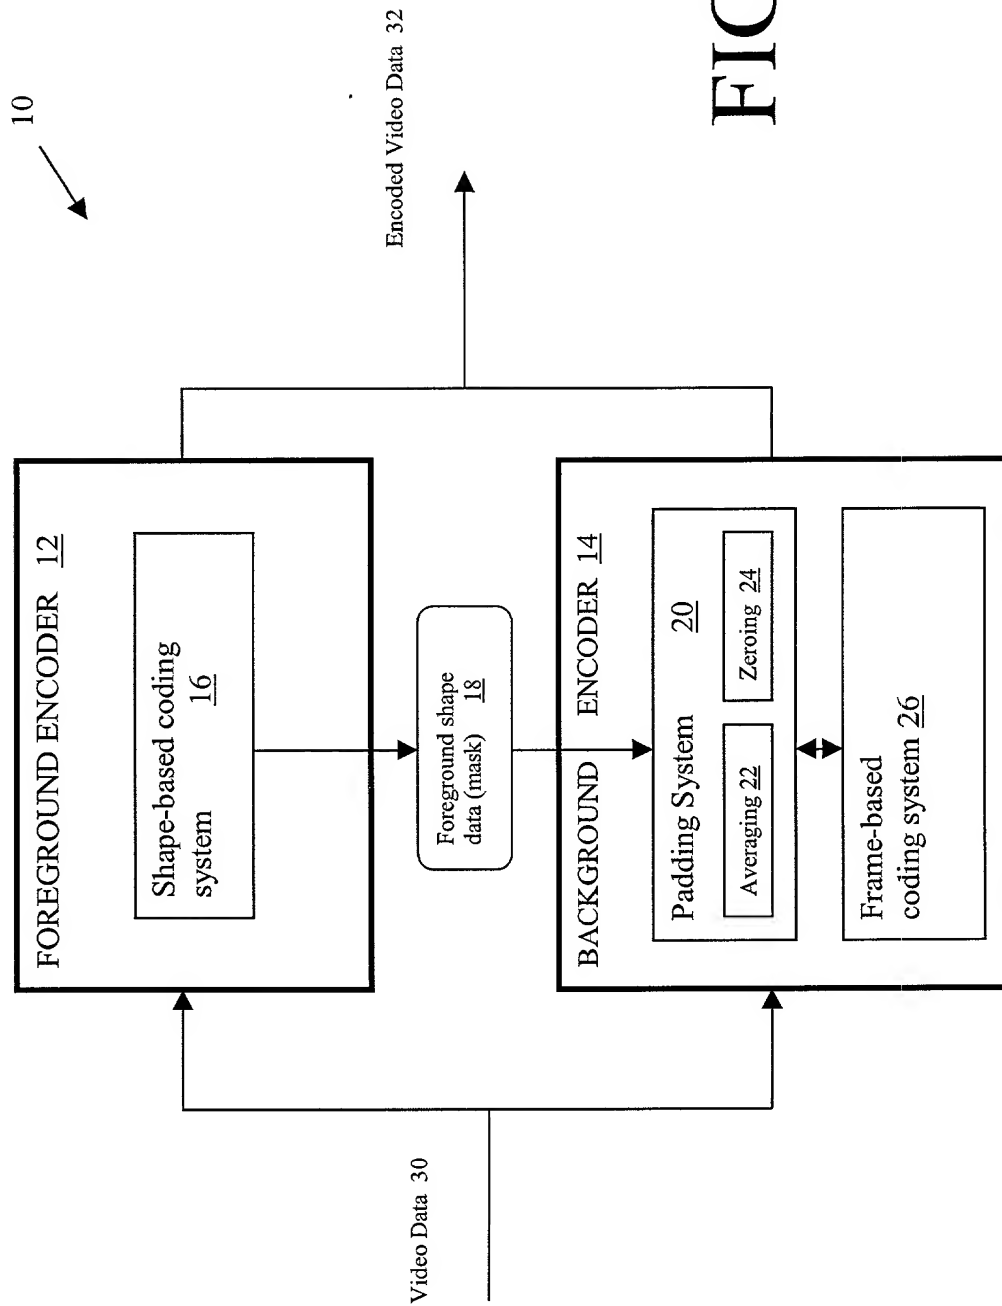 10
FOREGROUND ENCODER 12
Shape-based coding
system 16
Video Data 30
Encoded Video Data 32
Foreground shape
data (mask) 18
BACKGROUND ENCODER 14
Padding System 20
Averaging 22
Zeroing 24
Frame-based
coding system 26